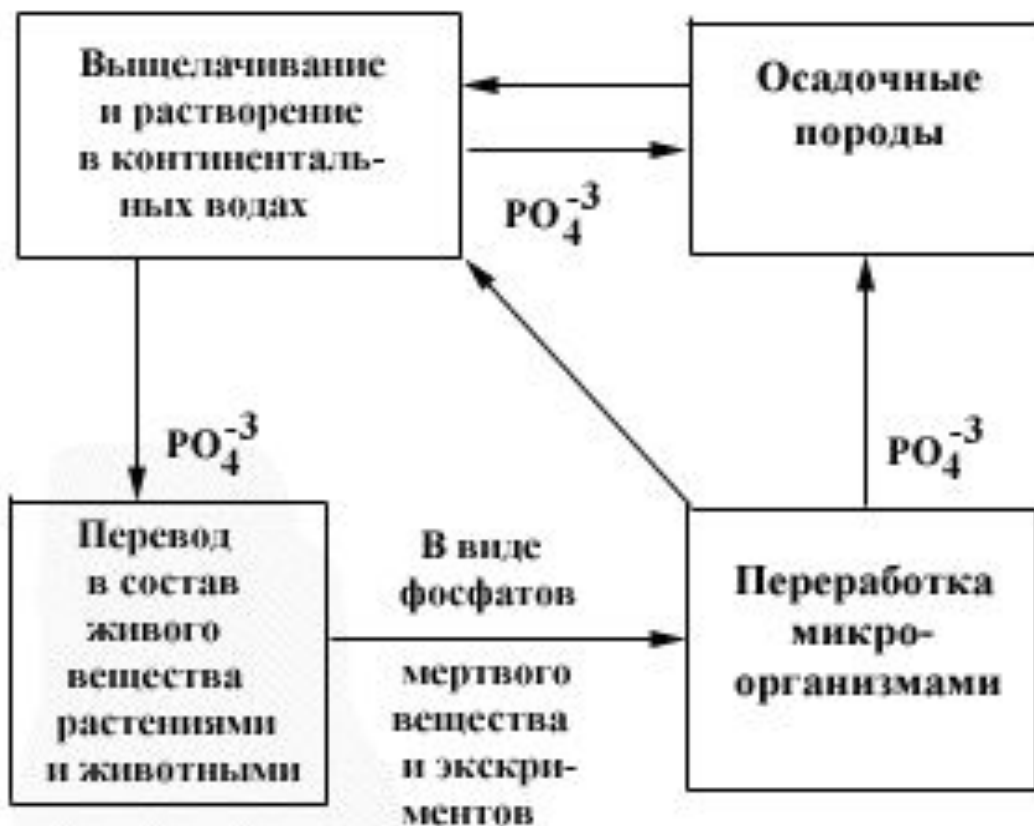 Выщелачивание
и растворение
в континенталь-
ных водах
Осадочные
породы
PO₄⁻³
PO₄⁻³
PO₄⁻³
Перевод
в состав
живого
вещества
растениями
и животными
В виде
фосфатов
мертвого
вещества
и экскри-
ментов
Переработка
микро-
организмами